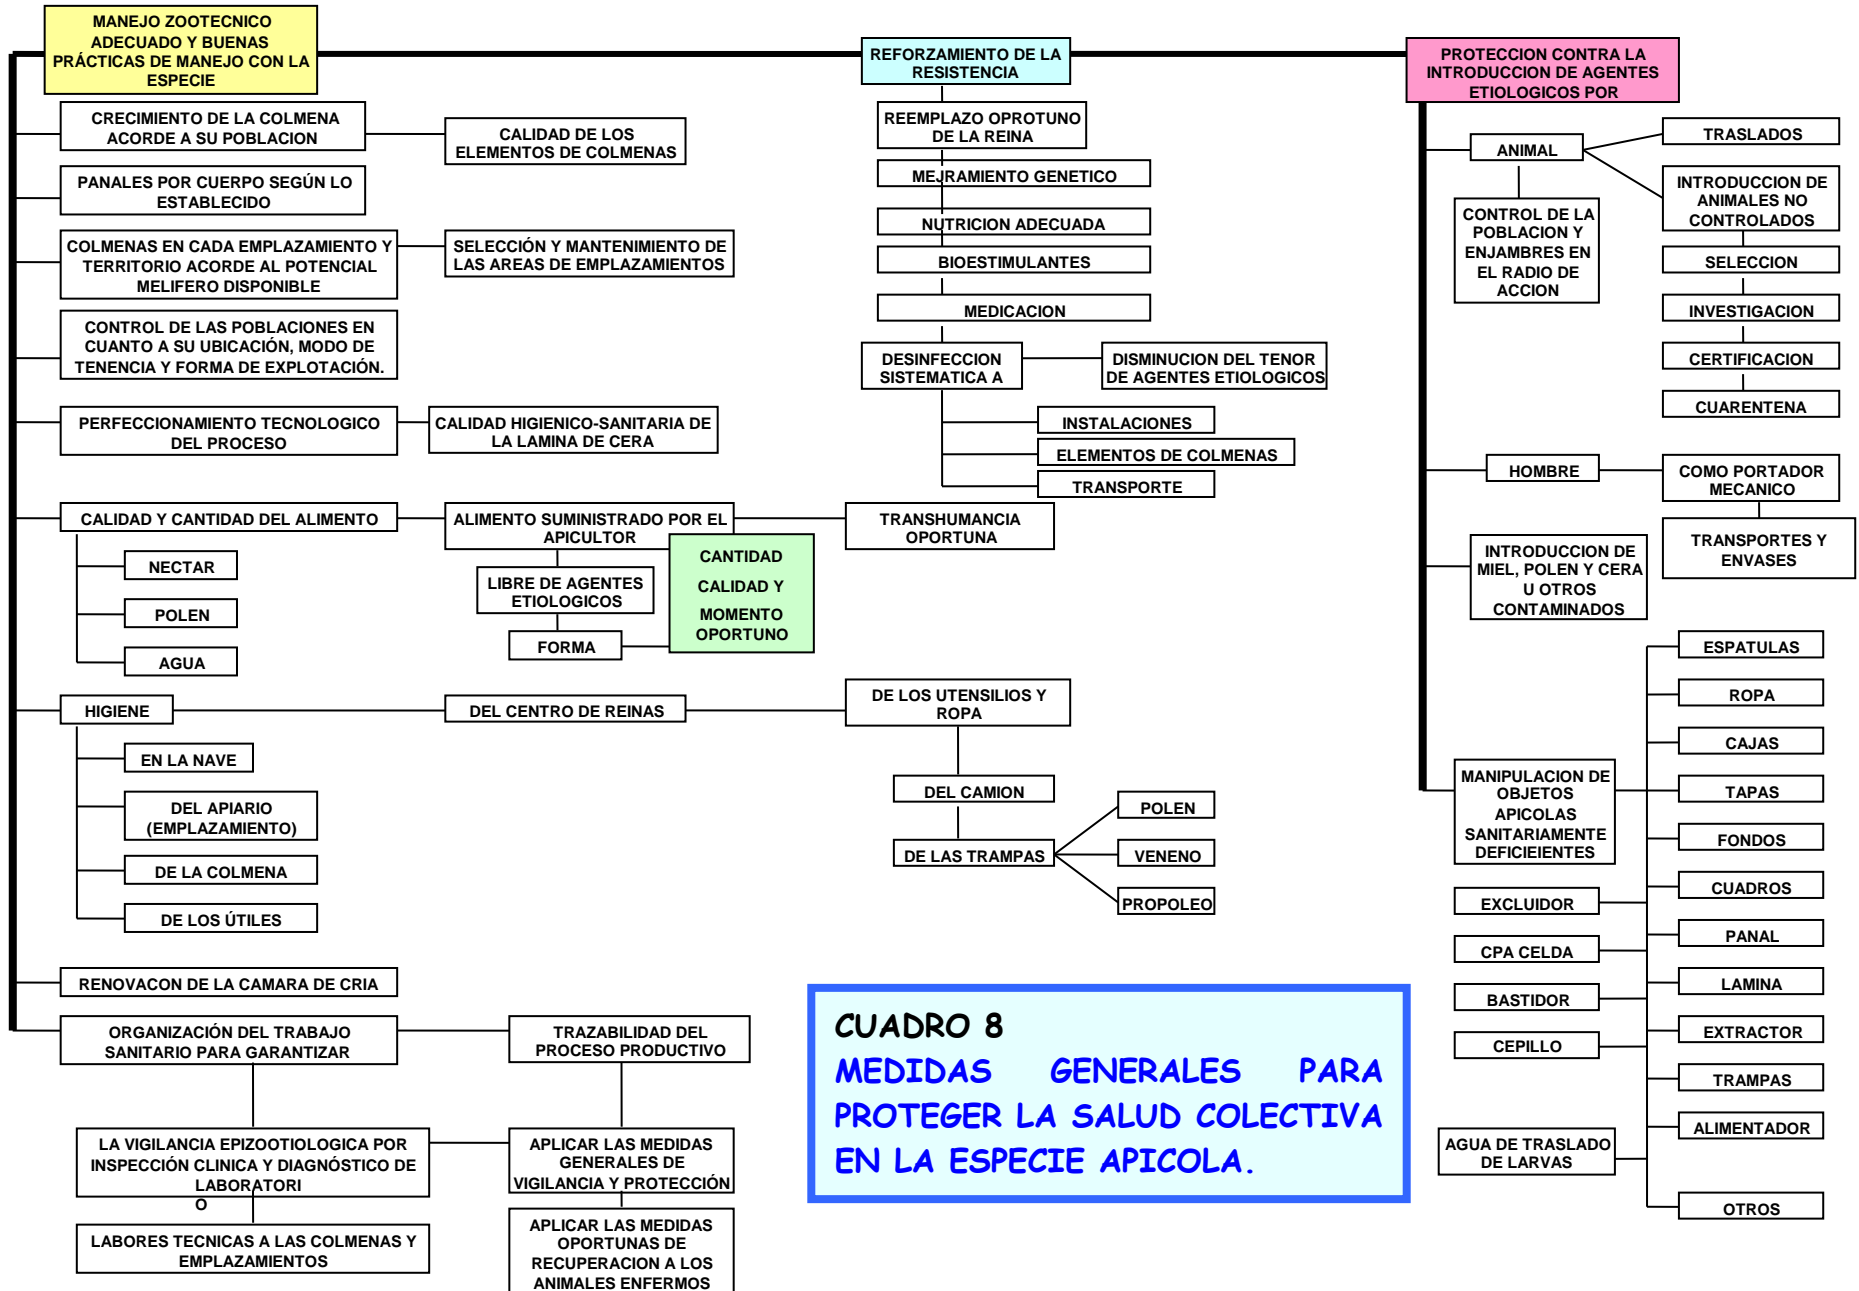 MANEJO ZOOTECNICO
ADECUADO Y BUENAS
PRÁCTICAS DE MANEJO CON LA
ESPECIE
CRECIMIENTO DE LA COLMENA
ACORDE A SU POBLACION
CALIDAD DE LOS
ELEMENTOS DE COLMENAS
PANALES POR CUERPO SEGÚN LO
ESTABLECIDO
COLMENAS EN CADA EMPLAZAMIENTO Y
TERRITORIO ACORDE AL POTENCIAL
MELIFERO DISPONIBLE
SELECCIÓN Y MANTENIMIENTO DE
LAS AREAS DE EMPLAZAMIENTOS
CONTROL DE LAS POBLACIONES EN
CUANTO A SU UBICACIÓN, MODO DE
TENENCIA Y FORMA DE EXPLOTACIÓN.
PERFECCIONAMIENTO TECNOLOGICO
DEL PROCESO
CALIDAD HIGIENICO-SANITARIA DE
LA LAMINA DE CERA
CALIDAD Y CANTIDAD DEL ALIMENTO
NECTAR
POLEN
AGUA
ALIMENTO SUMINISTRADO POR EL
APICULTOR
LIBRE DE AGENTES
ETIOLOGICOS
FORMA
CANTIDAD
CALIDAD Y
MOMENTO
OPORTUNO
TRANSHUMANCIA
OPORTUNA
HIGIENE
EN LA NAVE
DEL APIARIO
(EMPLAZAMIENTO)
DE LA COLMENA
DE LOS ÚTILES
DEL CENTRO DE REINAS
DE LOS UTENSILIOS Y
ROPA
DEL CAMION
DE LAS TRAMPAS
POLEN
VENENO
PROPOLEO
RENOVACON DE LA CAMARA DE CRIA
ORGANIZACIÓN DEL TRABAJO
SANITARIO PARA GARANTIZAR
TRAZABILIDAD DEL
PROCESO PRODUCTIVO
LA VIGILANCIA EPIZOOTIOLOGICA POR
INSPECCIÓN CLINICA Y DIAGNÓSTICO DE
LABORATORI
O
APLICAR LAS MEDIDAS
GENERALES DE
VIGILANCIA Y PROTECCIÓN
LABORES TECNICAS A LAS COLMENAS Y
EMPLAZAMIENTOS
APLICAR LAS MEDIDAS
OPORTUNAS DE
RECUPERACION A LOS
ANIMALES ENFERMOS
REFORZAMIENTO DE LA
RESISTENCIA
REEMPLAZO OPROTUNO
DE LA REINA
MEJRAMIENTO GENETICO
NUTRICION ADECUADA
BIOESTIMULANTES
MEDICACION
DESINFECCION
SISTEMATICA A
DISMINUCION DEL TENOR
DE AGENTES ETIOLOGICOS
INSTALACIONES
ELEMENTOS DE COLMENAS
TRANSPORTE
PROTECCION CONTRA LA
INTRODUCCION DE AGENTES
ETIOLOGICOS POR
ANIMAL
TRASLADOS
CONTROL DE LA
POBLACION Y
ENJAMBRES EN
EL RADIO DE
ACCION
INTRODUCCION DE
ANIMALES NO
CONTROLADOS
SELECCION
INVESTIGACION
CERTIFICACION
CUARENTENA
HOMBRE
COMO PORTADOR
MECANICO
TRANSPORTES Y
ENVASES
INTRODUCCION DE
MIEL, POLEN Y CERA
U OTROS
CONTAMINADOS
MANIPULACION DE
OBJETOS
APICOLAS
SANITARIAMENTE
DEFICIEIENTES
EXCLUIDOR
CPA CELDA
BASTIDOR
CEPILLO
AGUA DE TRASLADO
DE LARVAS
ESPATULAS
ROPA
CAJAS
TAPAS
FONDOS
CUADROS
PANAL
LAMINA
EXTRACTOR
TRAMPAS
ALIMENTADOR
OTROS
CUADRO 8
MEDIDAS GENERALES PARA
PROTEGER LA SALUD COLECTIVA
EN LA ESPECIE APICOLA.